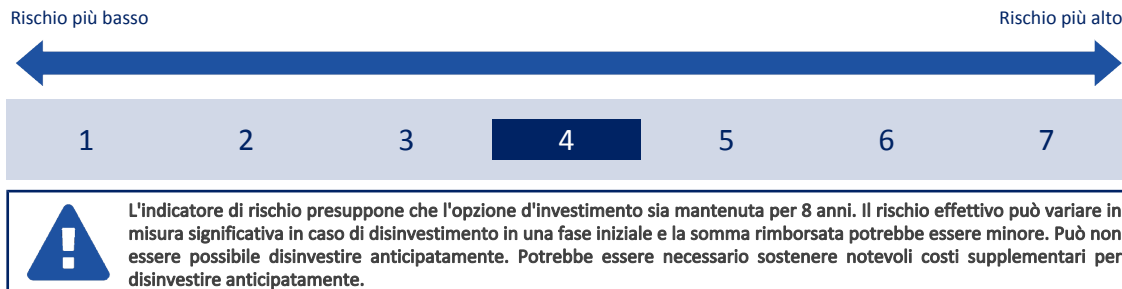 Rischio più basso Rischio più alto
1 2 3 4 5 6 7
L'indicatore di rischio presuppone che l'opzione d'investimento sia mantenuta per 8 anni. Il rischio effettivo può variare in
misura significativa in caso di disinvestimento in una fase iniziale e la somma rimborsata potrebbe essere minore. Può non
essere possibile disinvestire anticipatamente. Potrebbe essere necessario sostenere notevoli costi supplementari per
disinvestire anticipatamente.